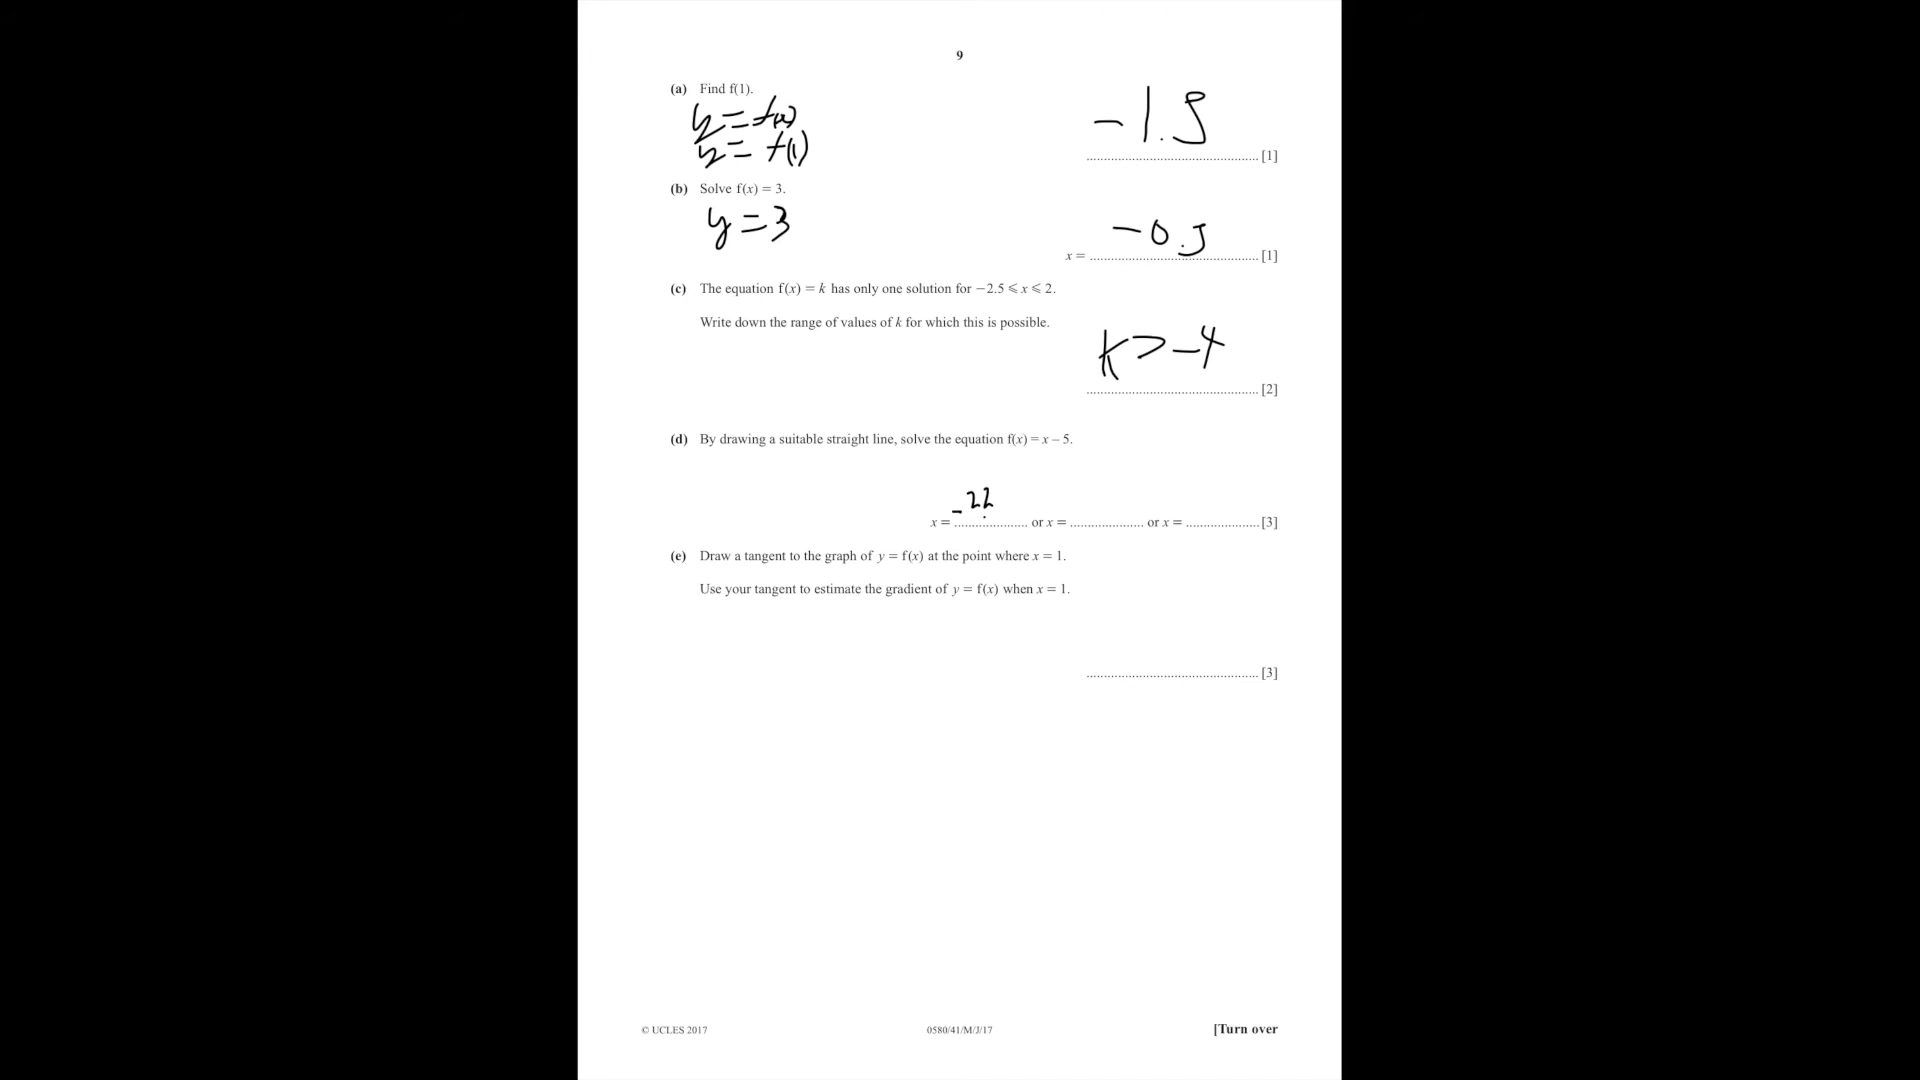 9
(a) Find f(1).
y = f(x)
y = f(1)
-1.5
[1]
(b) Solve f(x) = 3.
y = 3
-0.5
x = [1]
(c) The equation f(x) = k has only one solution for −2.5 ⩽ x ⩽ 2.
Write down the range of values of k for which this is possible.
k > -4
[2]
(d) By drawing a suitable straight line, solve the equation f(x) = x – 5.
-2.2
x = .................... or x = .................... or x = .................... [3]
(e) Draw a tangent to the graph of y = f(x) at the point where x = 1.
Use your tangent to estimate the gradient of y = f(x) when x = 1.
[3]
© UCLES 2017 0580/41/M/J/17 [Turn over